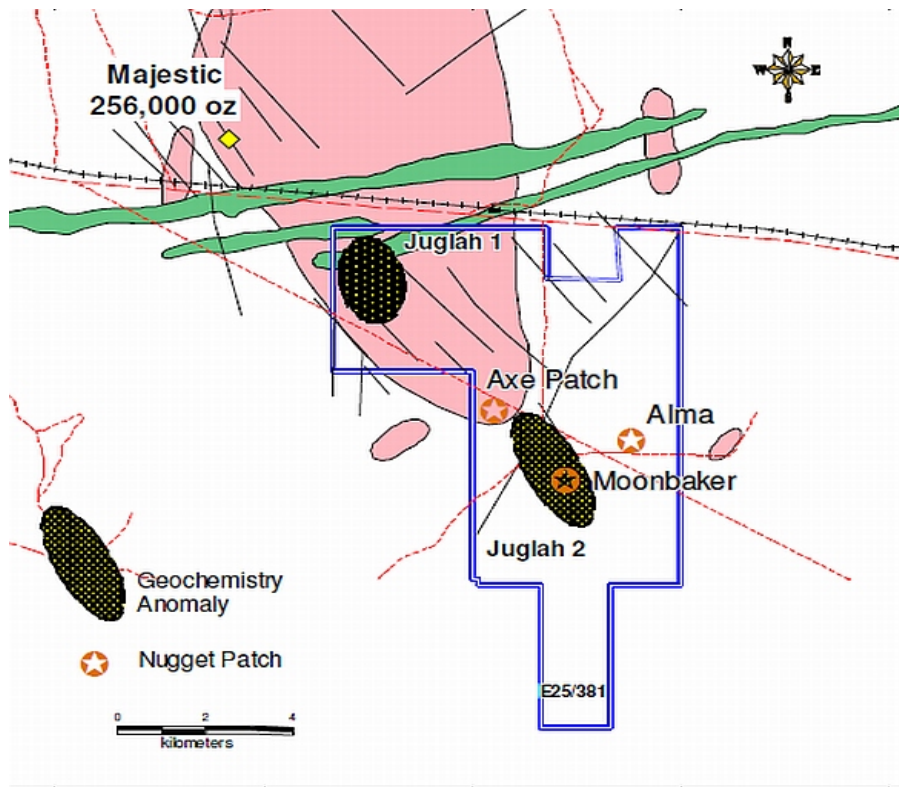 N
W E
S
Majestic
256,000 oz
Juglah 1
Axe Patch
Alma
Moonbaker
Juglah 2
Geochemistry
Anomaly
Nugget Patch
E25/381
0 2 4
kilometers